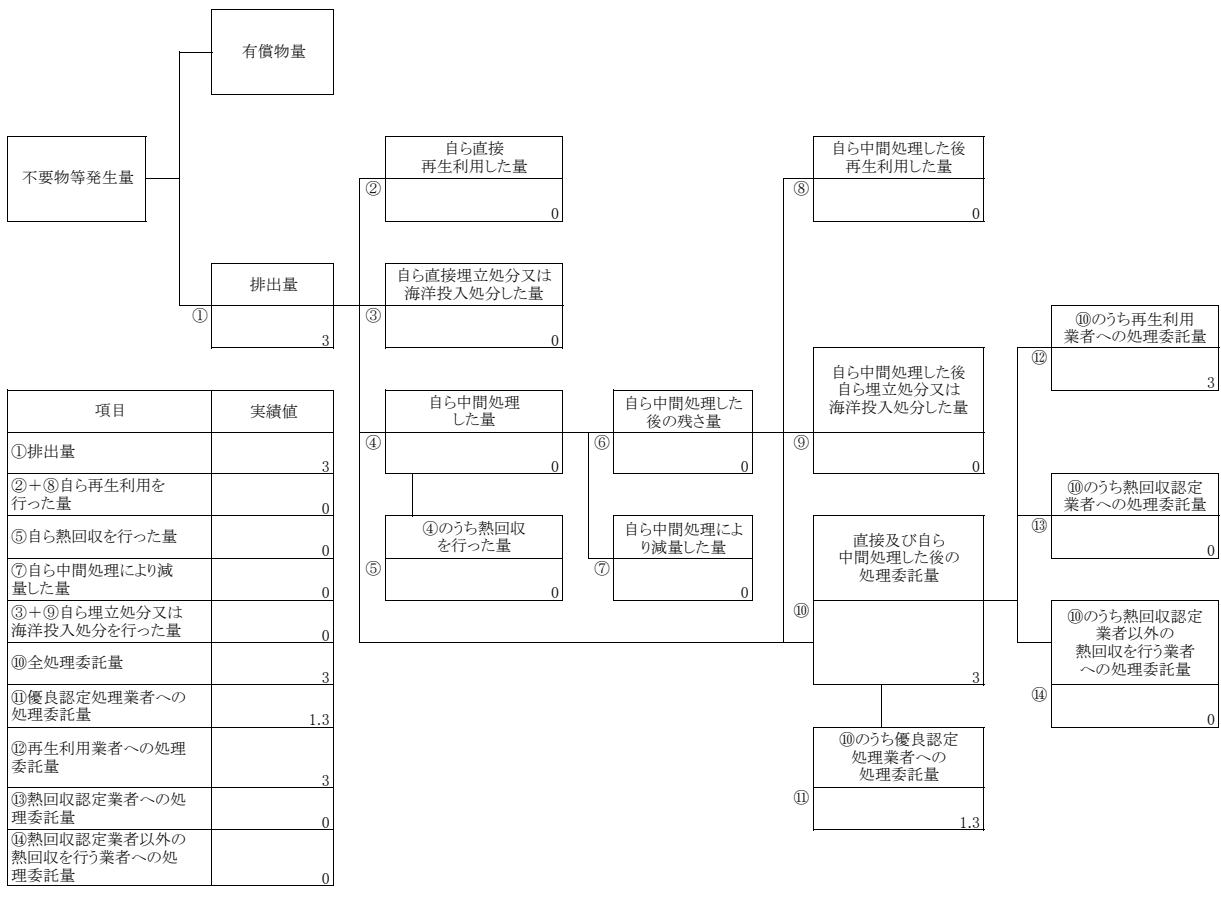 有償物量
不要物等発生量
排出量
①
3
自ら直接
再生利用した量
②
0
自ら直接埋立処分又は
海洋投入処分した量
③
0
自ら中間処理
した量
④
0
④のうち熱回収
を行った量
⑤
0
自ら中間処理した
後の残さ量
⑥
0
自ら中間処理によ
り減量した量
⑦
0
自ら中間処理した後
再生利用した量
⑧
0
自ら中間処理した後
自ら埋立処分又は
海洋投入処分した量
⑨
0
直接及び自ら
中間処理した後の
処理委託量
⑩
3
⑩のうち優良認定
処理業者への
処理委託量
⑪
1.3
⑩のうち再生利用
業者への処理委託量
⑫
3
⑩のうち熱回収認定
業者への処理委託量
⑬
0
⑩のうち熱回収認定
業者以外の
熱回収を行う業者
への処理委託量
⑭
0
項目 実績値
①排出量
3
②＋⑧自ら再生利用を
行った量
0
⑤自ら熱回収を行った量
0
⑦自ら中間処理により減
量した量
0
③＋⑨自ら埋立処分又は
海洋投入処分を行った量
0
⑩全処理委託量
3
⑪優良認定処理業者への
処理委託量
1.3
⑫再生利用業者への処理
委託量
3
⑬熱回収認定業者への処
理委託量
0
⑭熱回収認定業者以外の
熱回収を行う業者への処
理委託量
0